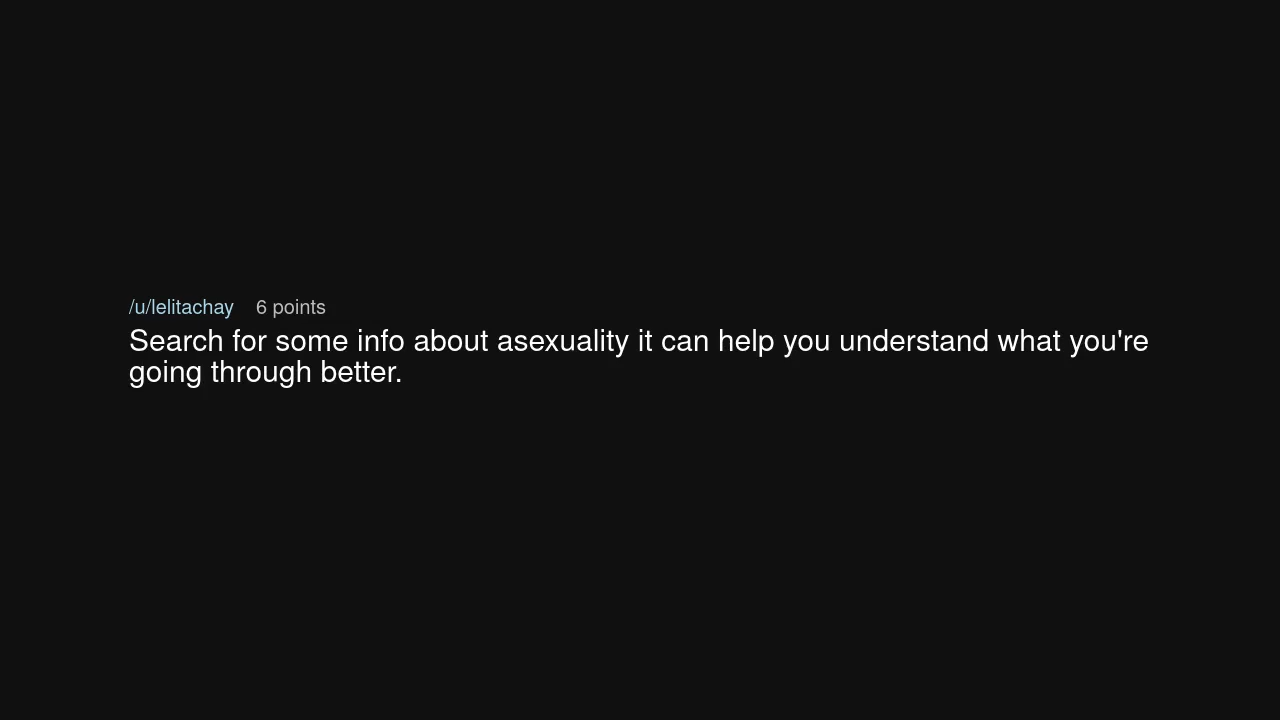 /u/lelitachay 6 points
Search for some info about asexuality it can help you understand what you're
going through better.